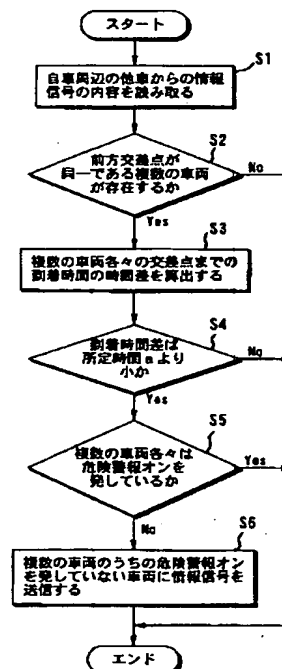 スタート
S1
自車周辺の他車からの情報
信号の内容を読み取る
S2
前方交差点が
同一である複数の車両
が存在するか
No
Yes
S3
複数の車両各々の交差点までの
到着時間の時間差を算出する
S4
到着時間差は
所定時間aより
小か
No
Yes
S5
複数の車両各々は
危険警報オンを
発しているか
Yes
No
S6
複数の車両のうちの危険警報オン
を発していない車両に情報信号を
送信する
エンド